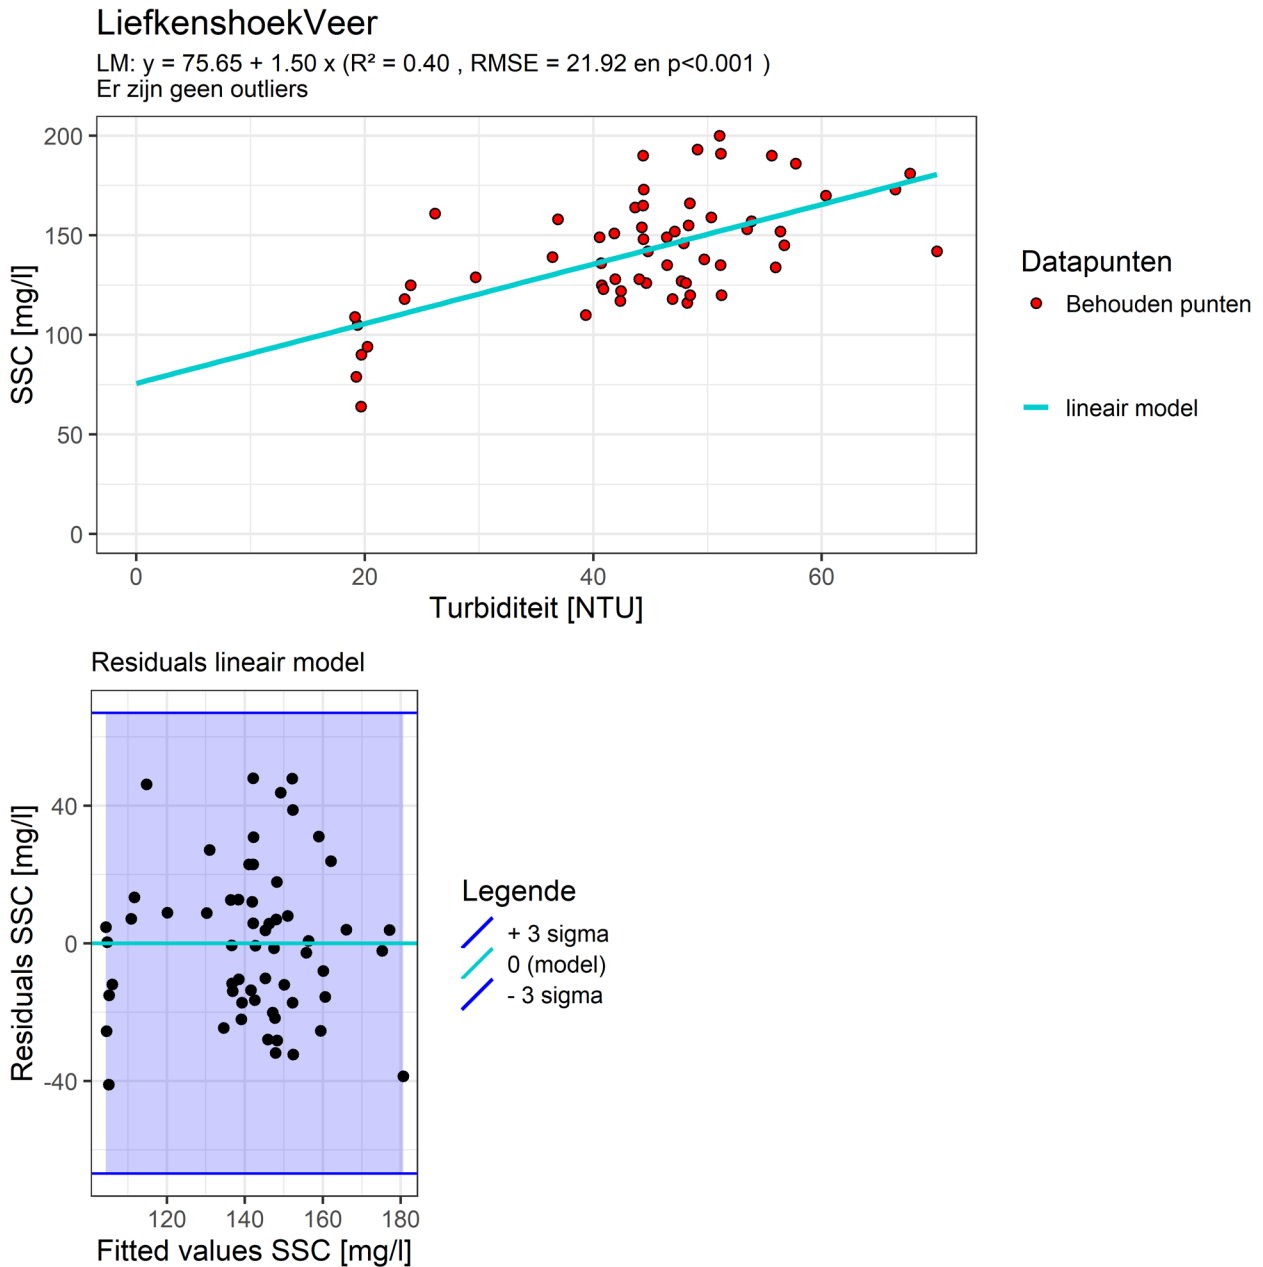 LiefkenshoekVeer
LM: y = 75.65 + 1.50 x (R² = 0.40 , RMSE = 21.92 en p<0.001 )
Er zijn geen outliers
200
150
100
50
0
SSC [mg/l]
0 20 40 60
Turbiditeit [NTU]
Datapunten
Behouden punten
lineair model
Residuals lineair model
40
0
-40
Residuals SSC [mg/l]
120 140 160 180
Fitted values SSC [mg/l]
Legende
+ 3 sigma
0 (model)
- 3 sigma